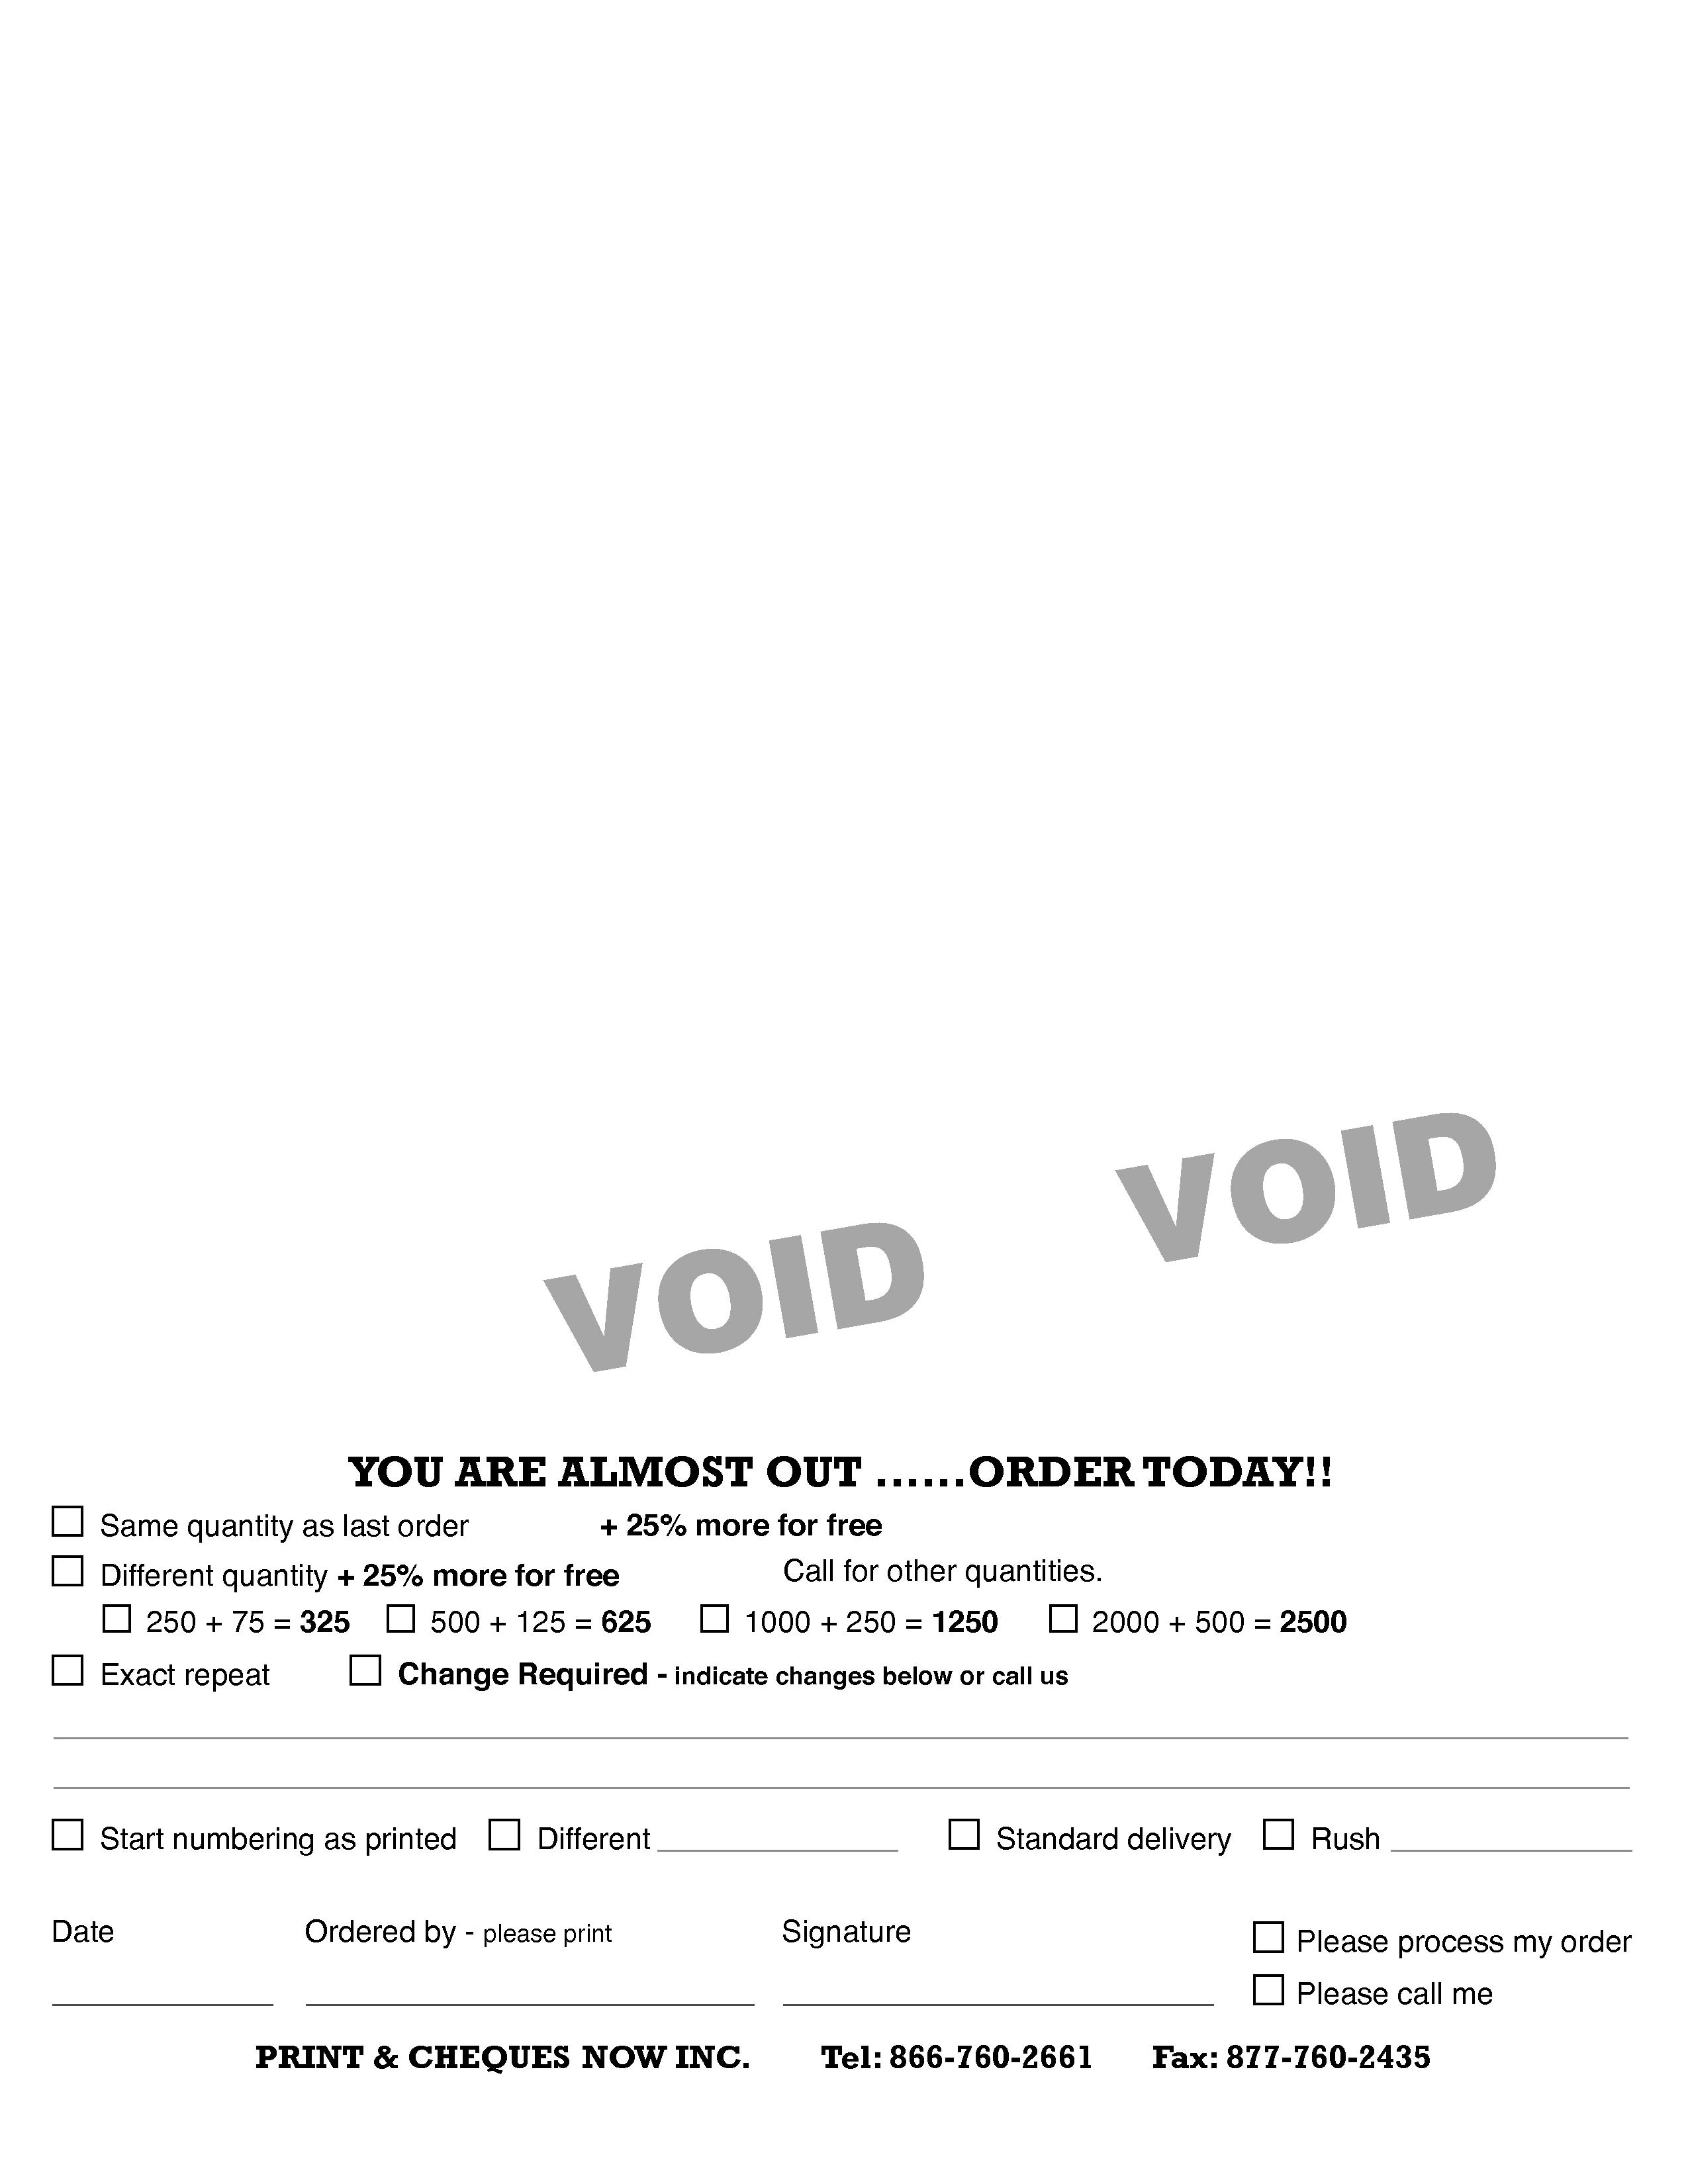 VOID
VOID
YOU ARE ALMOST OUT ......ORDER TODAY!!
Same quantity as last order + 25% more for free
Different quantity + 25% more for free Call for other quantities.
250 + 75 = 325 500 + 125 = 625 1000 + 250 = 1250 2000 + 500 = 2500
Exact repeat Change Required - indicate changes below or call us
Start numbering as printed Different Standard delivery Rush
Date Ordered by - please print Signature Please process my order
Please call me
PRINT & CHEQUES NOW INC. Tel: 866-760-2661 Fax: 877-760-2435